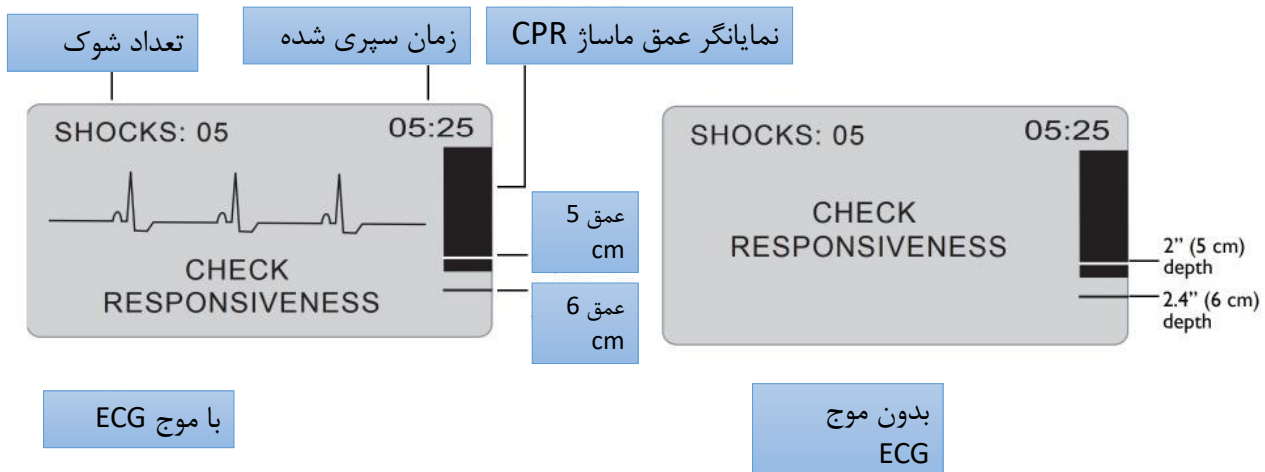 تعداد شوک
زمان سپری شده
نمایانگر عمق ماساژ CPR
SHOCKS: 05
05:25
CHECK
RESPONSIVENESS
عمق 5
cm
عمق 6
cm
با موج ECG
SHOCKS: 05
05:25
CHECK
RESPONSIVENESS
2” (5 cm)
depth
2.4” (6 cm)
depth
بدون موج
ECG